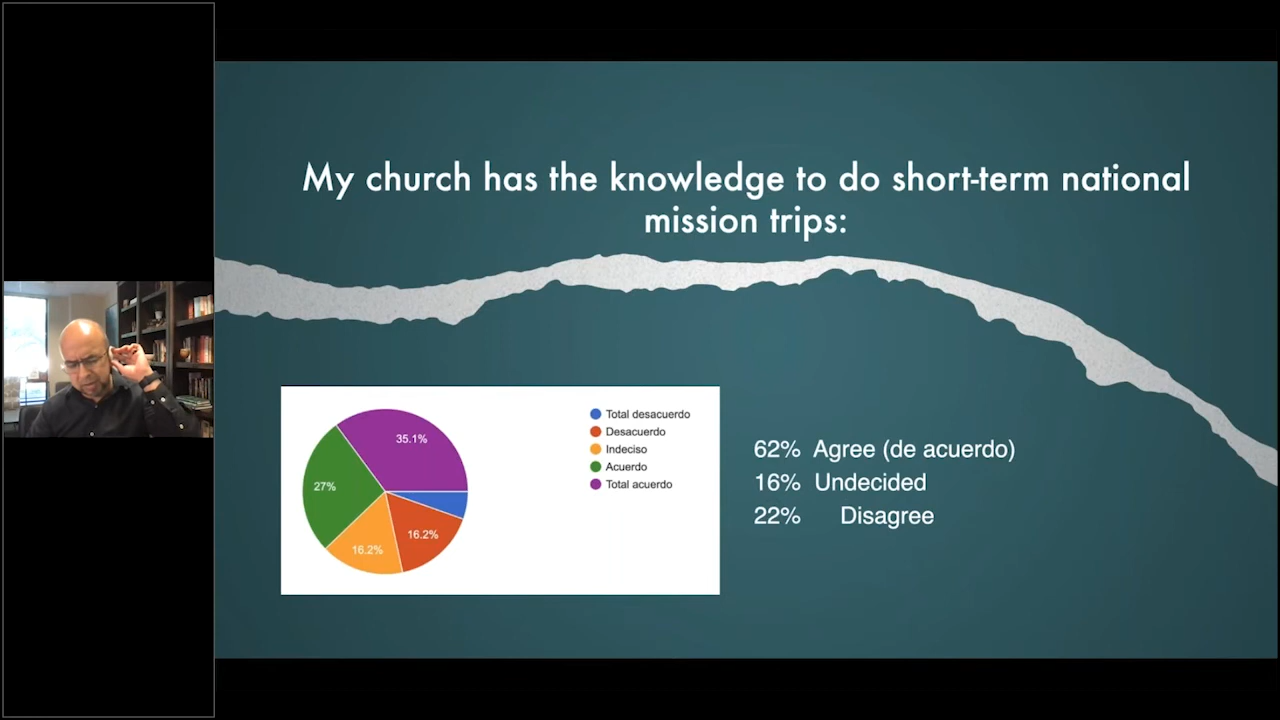 My church has the knowledge to do short-term national
mission trips:
35.1%
27%
16.2%
16.2%
Total desacuerdo
Desacuerdo
Indeciso
Acuerdo
Total acuerdo
62% Agree (de acuerdo)
16% Undecided
22% Disagree